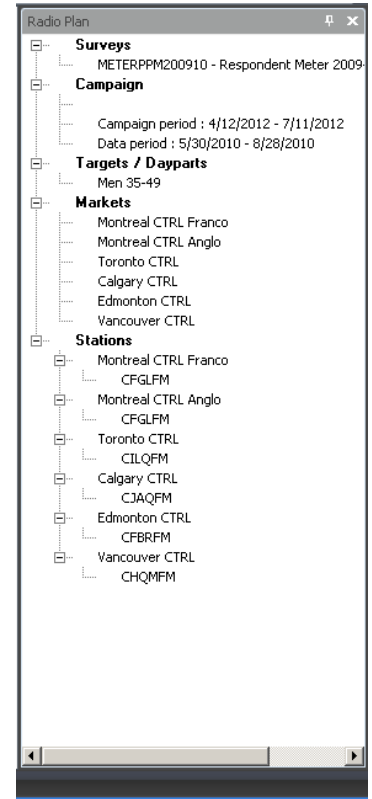 Radio Plan
Surveys
METERPPM200910 - Respondent Meter 2009-
Campaign
Campaign period : 4/12/2012 - 7/11/2012
Data period : 5/30/2010 - 8/28/2010
Targets / Dayparts
Men 35-49
Markets
Montreal CTRL Franco
Montreal CTRL Anglo
Toronto CTRL
Calgary CTRL
Edmonton CTRL
Vancouver CTRL
Stations
Montreal CTRL Franco
CFGLFM
Montreal CTRL Anglo
CFGLFM
Toronto CTRL
CILQFM
Calgary CTRL
CJAQFM
Edmonton CTRL
CFBRFM
Vancouver CTRL
CHQMFM